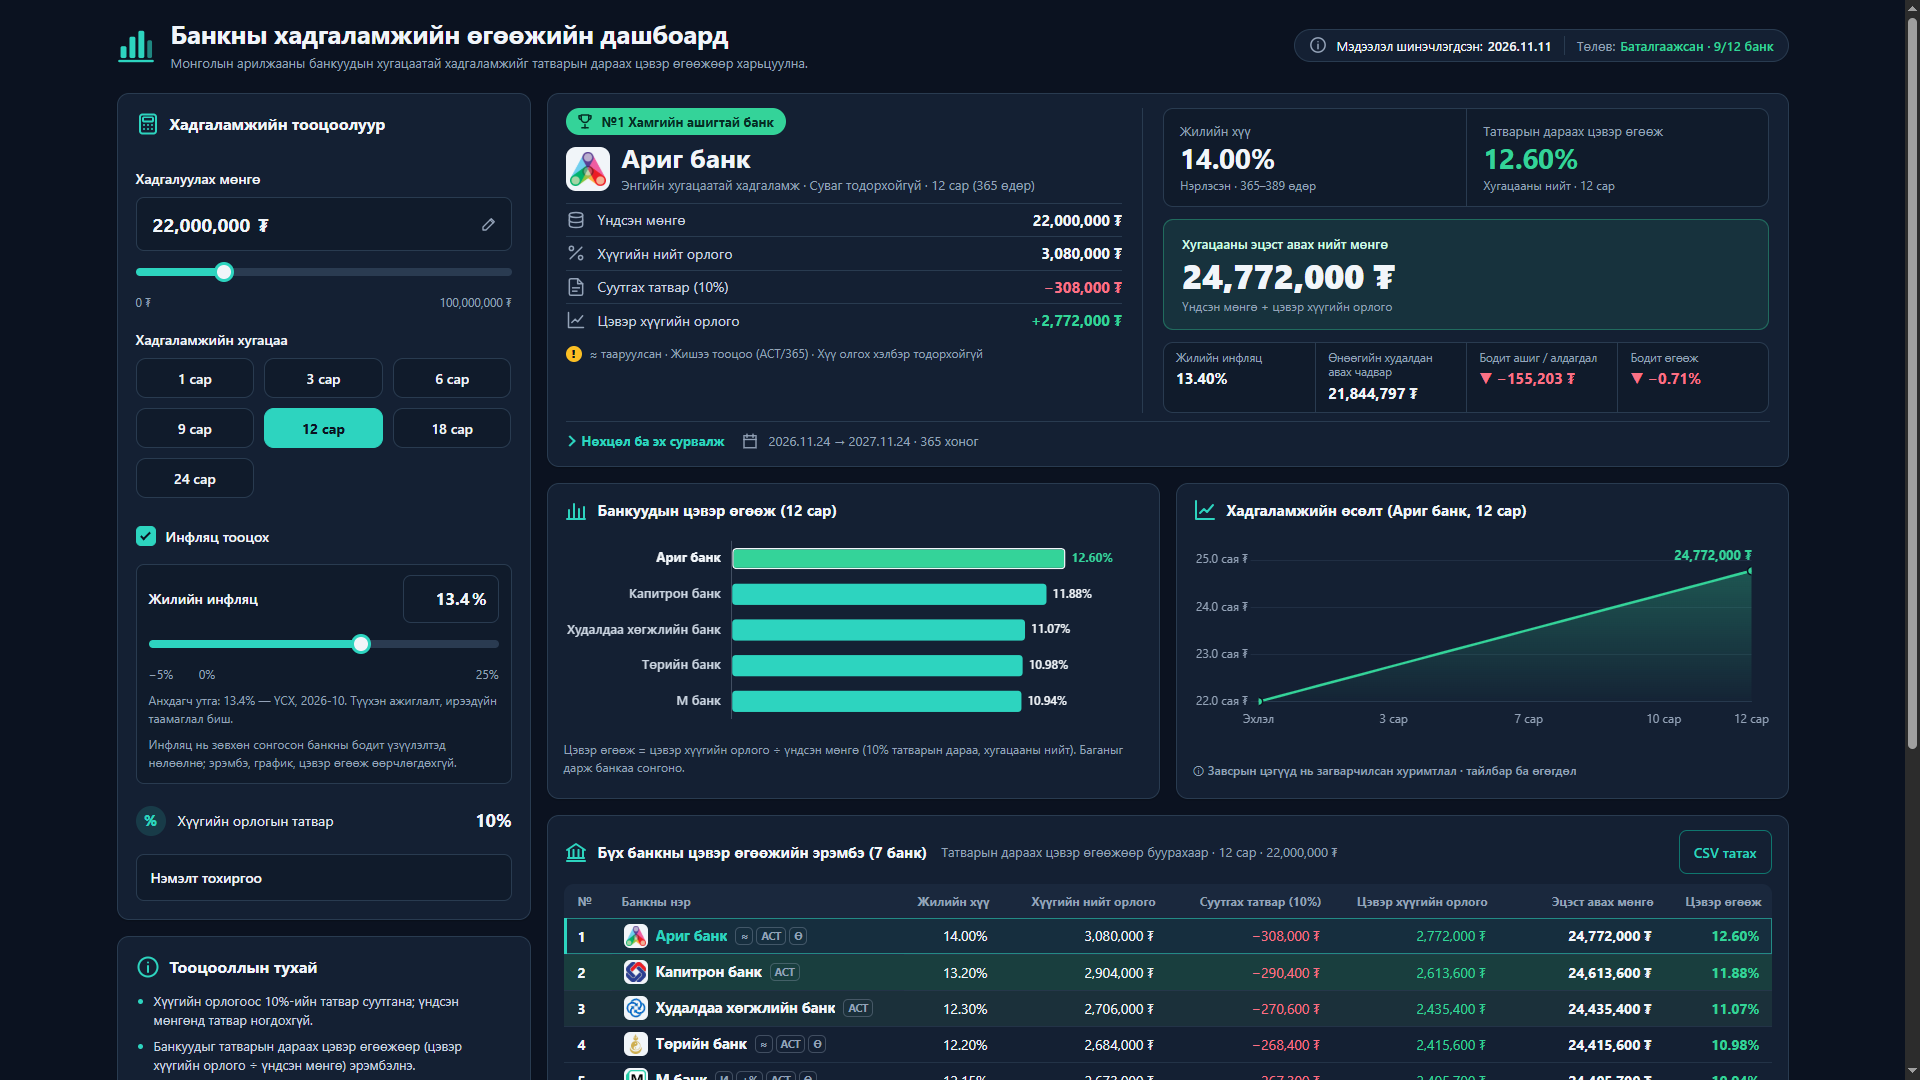 Банкны хадгаламжийн өгөөжийн дашбоард
Монголын арилжааны банкуудын хугацаатай хадгаламжийг татварын дараах цэвэр өгөөжөөр харьцуулна.
Мэдээлэл шинэчлэгдсэн: 2026.11.11
Төлөв: Баталгаажсан · 9/12 банк
Хадгаламжийн тооцоолуур
Хадгалуулах мөнгө
22,000,000 ₮
0 ₮
100,000,000 ₮
Хадгаламжийн хугацаа
1 сар
3 сар
6 сар
9 сар
12 сар
18 сар
24 сар
Инфляц тооцох
Жилийн инфляц
13.4 %
−5%
0%
25%
Анхдагч утга: 13.4% — ҮСХ, 2026-10. Түүхэн ажиглалт, ирээдүйн
таамаглал биш.
Инфляц нь зөвхөн сонгосон банкны бодит үзүүлэлтэд
нөлөөлнө; эрэмбэ, график, цэвэр өгөөж өөрчлөгдөхгүй.
% Хүүгийн орлогын татвар
10%
Нэмэлт тохиргоо
Тооцооллын тухай
Хүүгийн орлогоос 10%-ийн татвар суутгана; үндсэн
мөнгөнд татвар ногдохгүй.
Банкуудыг татварын дараах цэвэр өгөөжөөр (цэвэр
хүүгийн орлого ÷ үндсэн мөнгө) эрэмбэлнэ.
№1 Хамгийн ашигтай банк
Ариг банк
Энгийн хугацаатай хадгаламж · Суваг тодорхойгүй · 12 сар (365 өдөр)
Үндсэн мөнгө
22,000,000 ₮
Хүүгийн нийт орлого
3,080,000 ₮
Суутгах татвар (10%)
−308,000 ₮
Цэвэр хүүгийн орлого
+2,772,000 ₮
≈ тааруулсан · Жишээ тооцоо (ACT/365) · Хүү олгох хэлбэр тодорхойгүй
Жилийн хүү
14.00%
Нэрлэсэн · 365–389 өдөр
Татварын дараах цэвэр өгөөж
12.60%
Хугацааны нийт · 12 сар
Хугацааны эцэст авах нийт мөнгө
24,772,000 ₮
Үндсэн мөнгө + цэвэр хүүгийн орлого
Жилийн инфляц
13.40%
Өнөөгийн худалдан
авах чадвар
21,844,797 ₮
Бодит ашиг / алдагдал
▼ −155,203 ₮
Бодит өгөөж
▼ −0.71%
Нөхцөл ба эх сурвалж
2026.11.24 → 2027.11.24 · 365 хоног
Банкуудын цэвэр өгөөж (12 сар)
Ариг банк
12.60%
Капитрон банк
11.88%
Худалдаа хөгжлийн банк
11.07%
Төрийн банк
10.98%
М банк
10.94%
Цэвэр өгөөж = цэвэр хүүгийн орлого ÷ үндсэн мөнгө (10% татварын дараа, хугацааны нийт). Баганыг
дарж банкаа сонгоно.
Хадгаламжийн өсөлт (Ариг банк, 12 сар)
24,772,000 ₮
25.0 сая ₮
24.0 сая ₮
23.0 сая ₮
22.0 сая ₮
Эхлэл
3 сар
7 сар
10 сар
12 сар
Завсрын цэгүүд нь загварчилсан хуримтлал · тайлбар ба өгөгдөл
Бүх банкны цэвэр өгөөжийн эрэмбэ (7 банк)
Татварын дараах цэвэр өгөөжөөр буурахаар · 12 сар · 22,000,000 ₮
CSV татах
№ Банкны нэр Жилийн хүү Хүүгийн нийт орлого Суутгах татвар (10%) Цэвэр хүүгийн орлого Эцэст авах мөнгө Цэвэр өгөөж
1 Ариг банк ≈ ACT Ө 14.00% 3,080,000 ₮ −308,000 ₮ 2,772,000 ₮ 24,772,000 ₮ 12.60%
2 Капитрон банк ACT 13.20% 2,904,000 ₮ −290,400 ₮ 2,613,600 ₮ 24,613,600 ₮ 11.88%
3 Худалдаа хөгжлийн банк ACT 12.30% 2,706,000 ₮ −270,600 ₮ 2,435,400 ₮ 24,435,400 ₮ 11.07%
4 Төрийн банк ≈ ACT Ө 12.20% 2,684,000 ₮ −268,400 ₮ 2,415,600 ₮ 24,415,600 ₮ 10.98%
М банк